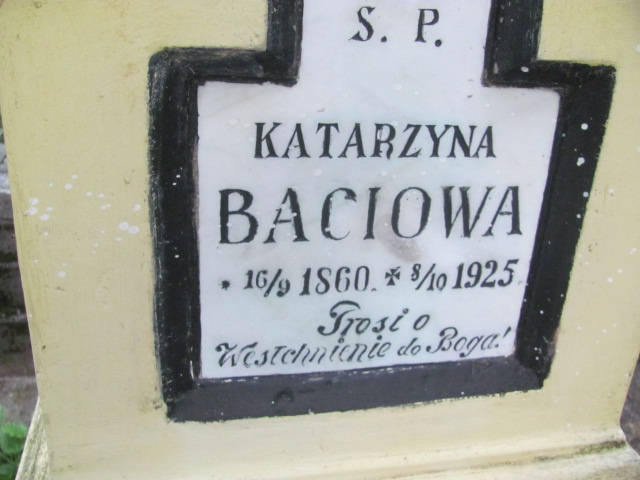 S. P.
KATARZYNA
BACIOWA
* 16/9 1860. ✠ 8/10 1925.
Prosi o
Westchnienie do Boga!